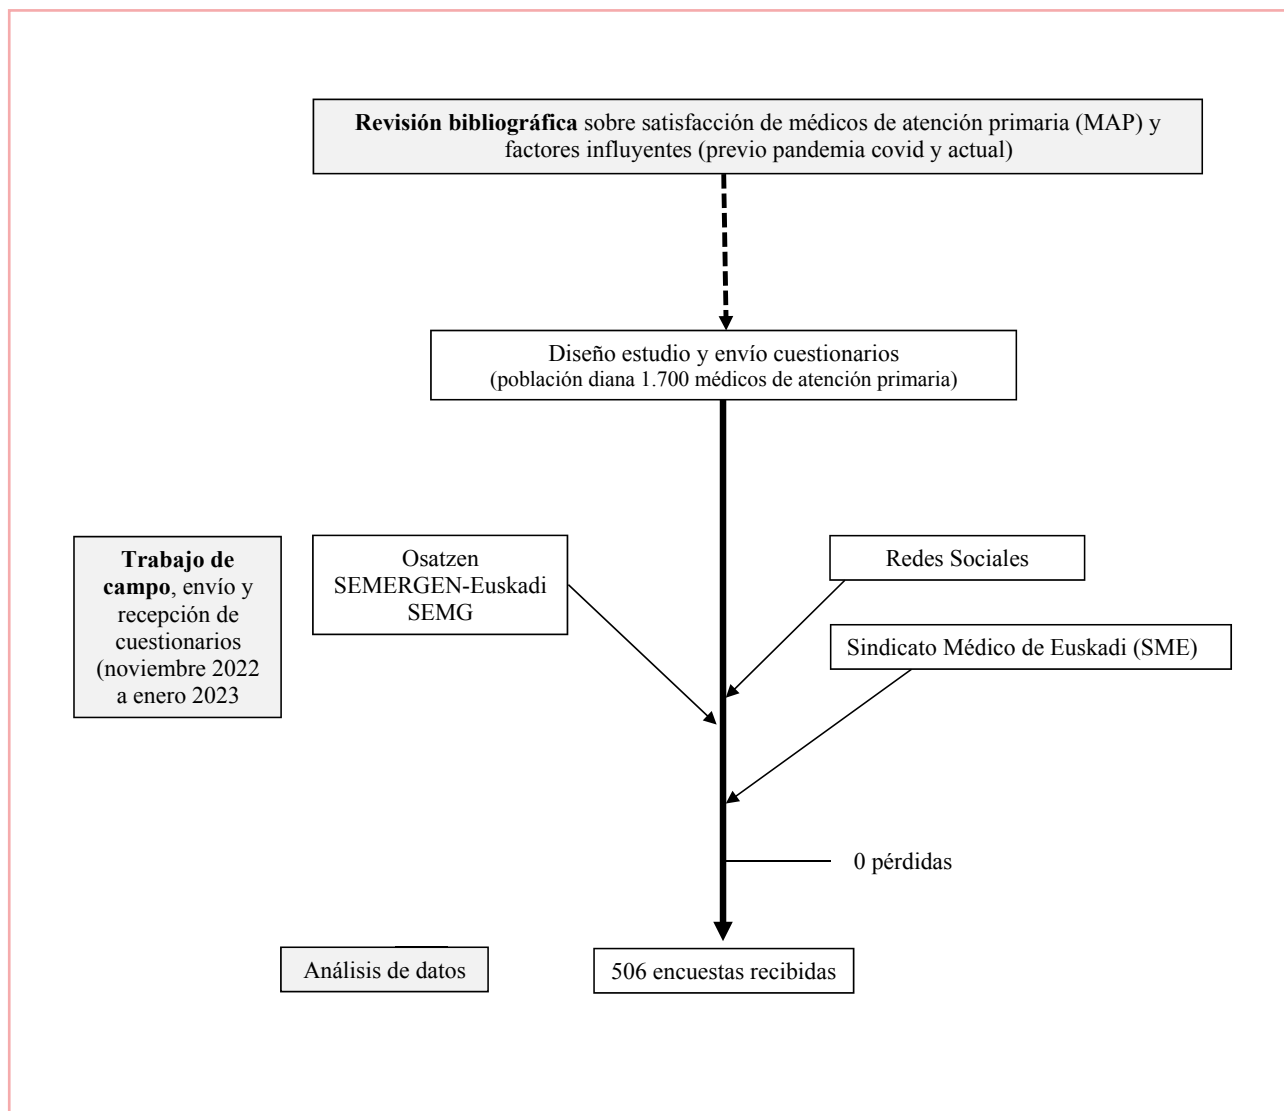 Revisión bibliográfica sobre satisfacción de médicos de atención primaria (MAP) y
factores influyentes (previo pandemia covid y actual)
Diseño estudio y envío cuestionarios
(población diana 1.700 médicos de atención primaria)
Trabajo de
campo, envío y
recepción de
cuestionarios
(noviembre 2022
a enero 2023
Osatzen
SEMERGEN-Euskadi
SEMG
Redes Sociales
Sindicato Médico de Euskadi (SME)
0 pérdidas
Análisis de datos
506 encuestas recibidas